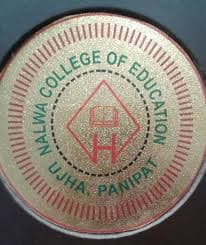 NALWA COLLEGE OF EDUCATION
UJHA, PANIPAT
H